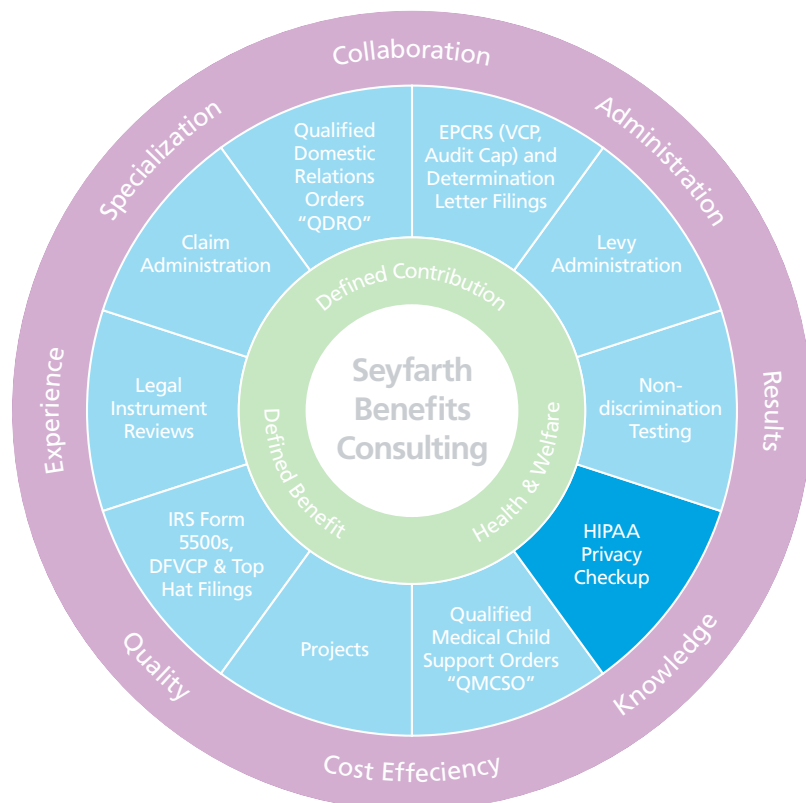 Collaboration
Administration
Results
Knowledge
Cost Effeciency
Quality
Experience
Specialization
EPCRS (VCP,
Audit Cap) and
Determination
Letter Filings
Levy
Administration
Non-
discrimination
Testing
HIPAA
Privacy
Checkup
Qualified
Medical Child
Support Orders
“QMCSO”
Projects
IRS Form
5500s,
DFVCP & Top
Hat Filings
Legal
Instrument
Reviews
Claim
Administration
Qualified
Domestic
Relations
Orders
“QDRO”
Defined Contribution
Health & Welfare
Defined Benefit
Seyfarth
Benefits
Consulting